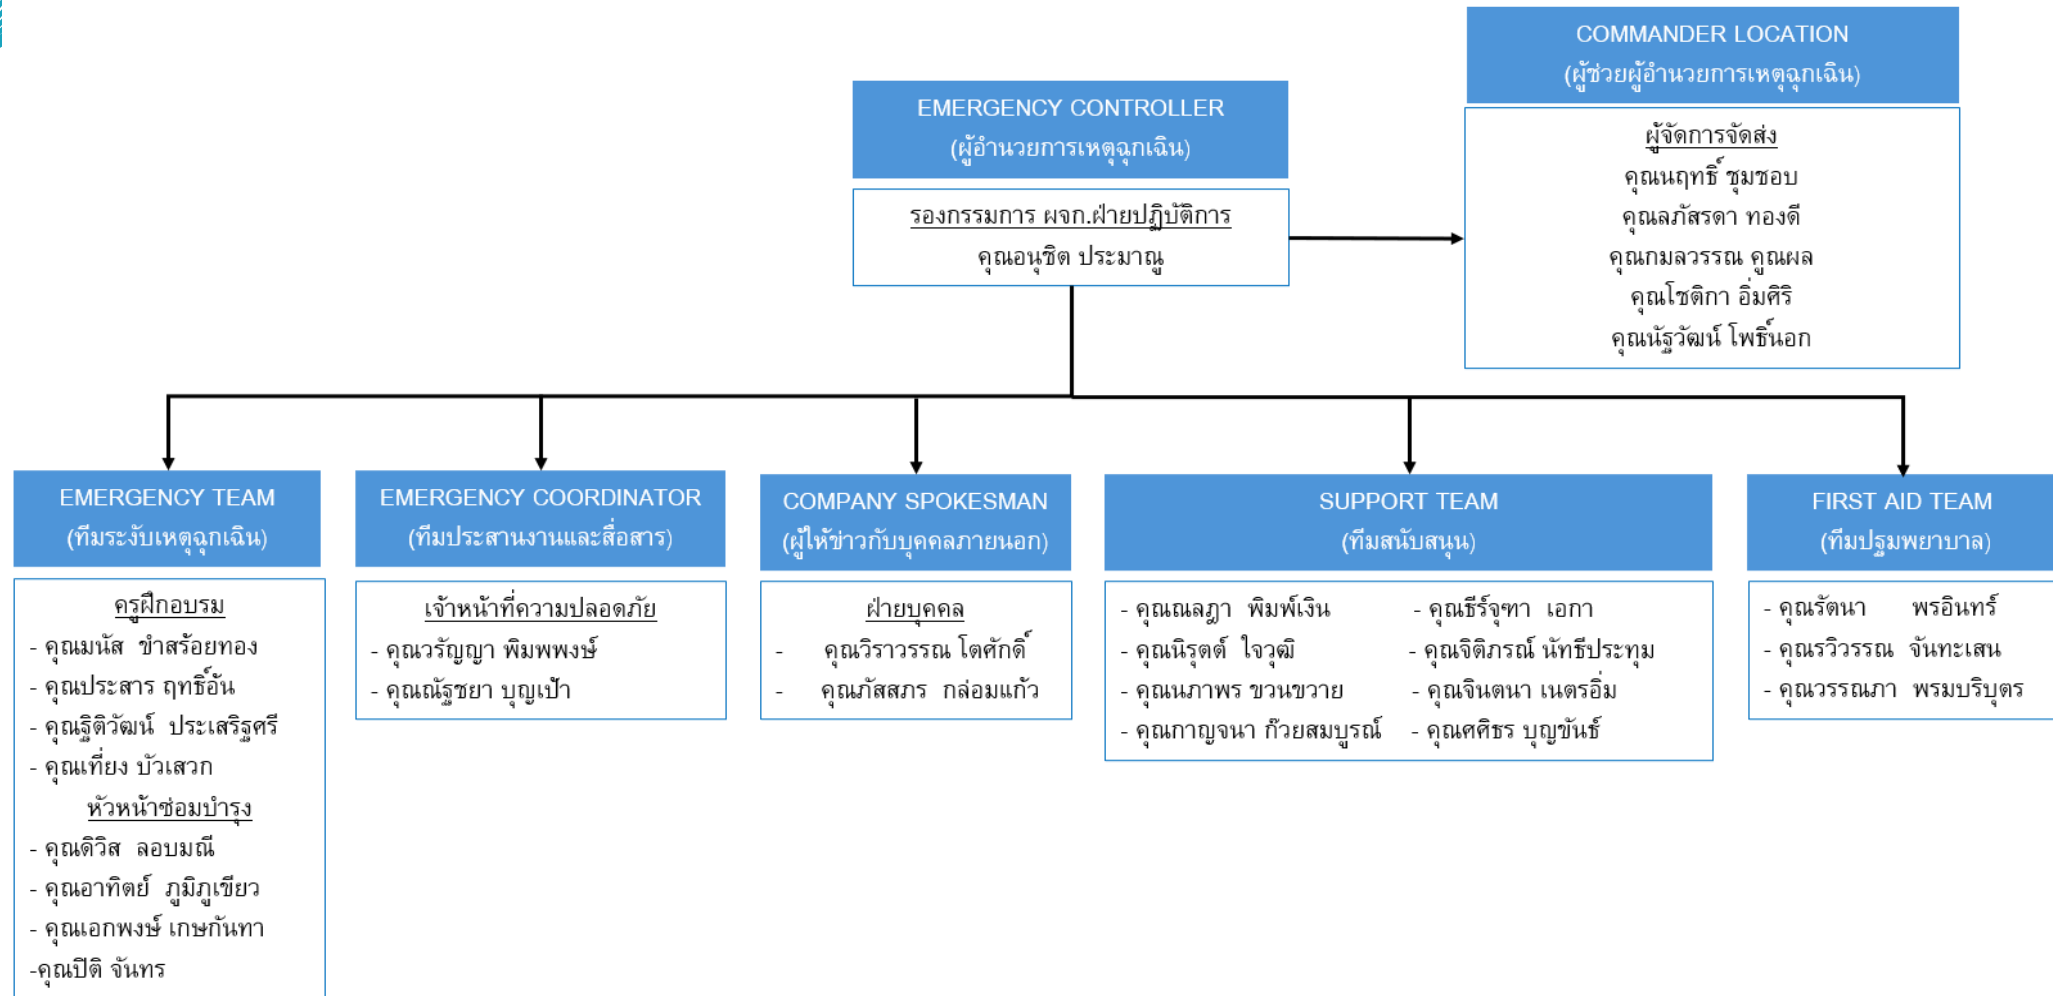 COMMANDER LOCATION
(ผู้ช่วยผู้อำนวยการเหตุฉุกเฉิน)
ผู้จัดการจัดส่ง
คุณนฤทธิ์ ชุมชอบ
คุณลภัสรดา ทองดี
คุณกมลวรรณ คูณผล
คุณโชติกา อิ่มศิริ
คุณนัฐวัฒน์ โพธิ์นอก
EMERGENCY CONTROLLER
(ผู้อำนวยการเหตุฉุกเฉิน)
รองกรรมการ ผจก.ฝ่ายปฏิบัติการ
คุณอนุชิต ประมาณู
EMERGENCY TEAM
(ทีมระงับเหตุฉุกเฉิน)
ครูฝึกอบรม
- คุณมนัส ขำสร้อยทอง
- คุณประสาร ฤทธิ์อ้น
- คุณฐิติวัฒน์ ประเสริฐศรี
- คุณเที่ยง บัวเสวก
หัวหน้าซ่อมบำรุง
- คุณดิวิส ลอบมณี
- คุณอาทิตย์ ภูมิภูเขียว
- คุณเอกพงษ์ เกษกันทา
-คุณปิติ จันทร
EMERGENCY COORDINATOR
(ทีมประสานงานและสื่อสาร)
เจ้าหน้าที่ความปลอดภัย
- คุณวรัญญา พิมพพงษ์
- คุณณัฐชยา บุญเป้า
COMPANY SPOKESMAN
(ผู้ให้ข่าวกับบุคคลภายนอก)
ฝ่ายบุคคล
- คุณวิราวรรณ โตศักดิ์
- คุณภัสสภร กล่อมแก้ว
SUPPORT TEAM
(ทีมสนับสนุน)
- คุณณลฎา พิมพ์เงิน - คุณธีร์จุฑา เอกา
- คุณนิรุตต์ ใจวุฒิ - คุณจิติภรณ์ นัทธีประทุม
- คุณนภาพร ขวนขวาย - คุณจินตนา เนตรอิ่ม
- คุณกาญจนา ก๊วยสมบูรณ์ - คุณศศิธร บุญขันธ์
FIRST AID TEAM
(ทีมปฐมพยาบาล)
- คุณรัตนา พรอินทร์
- คุณรวิวรรณ จันทะเสน
- คุณวรรณภา พรมบริบุตร